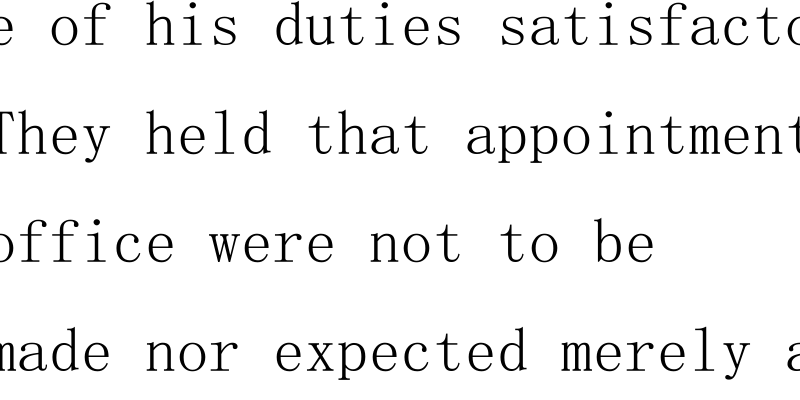 e of his duties satisfacto
They held that appointment
office were not to be
made nor expected merely a